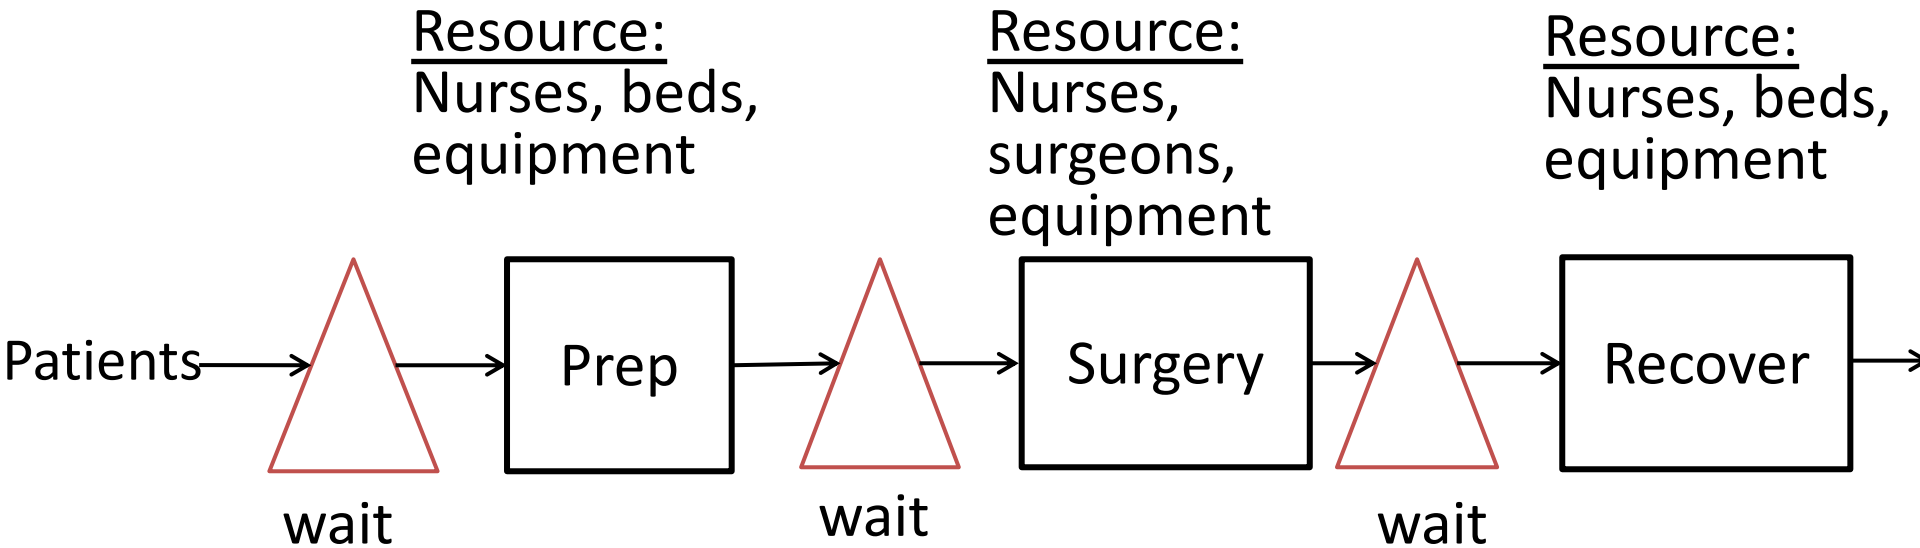 Resource:
Nurses, beds,
equipment
Resource:
Nurses,
surgeons,
equipment
Resource:
Nurses, beds,
equipment
Patients
Prep
Surgery
Recover
wait
wait
wait